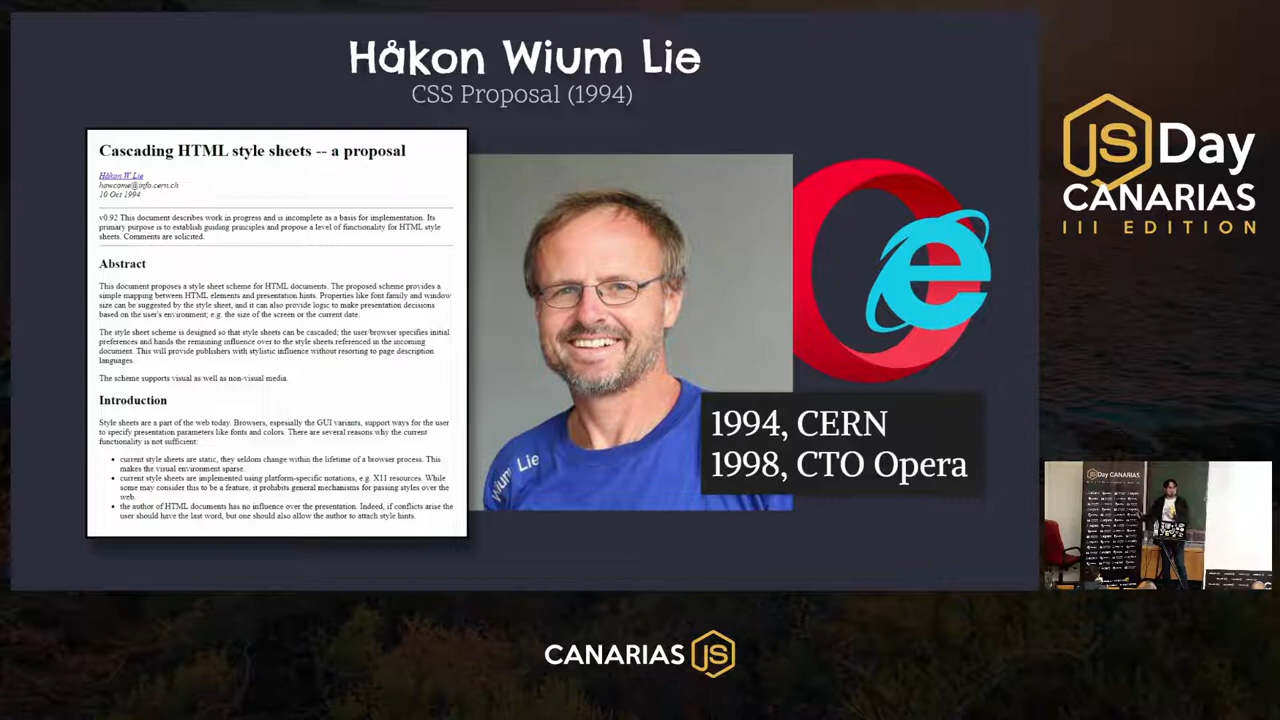 Håkon Wium Lie
CSS Proposal (1994)
Cascading HTML style sheets -- a proposal
Håkon W Lie
howcome@info.cern.ch
10 Oct 1994
v0.92 This document describes work in progress and is incomplete as a basis for implementation. Its
primary purpose is to establish guiding principles and propose a level of functionality for HTML style
sheets. Comments are solicited.
Abstract
This document proposes a style sheet scheme for HTML documents. The proposed scheme provides a
simple mapping between HTML elements and presentation hints. Properties like font family and window
size can be suggested by the style sheet, and it can also provide logic to make presentation decisions
based on the user's environment; e.g. the size of the screen or the current date.
The style sheet scheme is designed so that style sheets can be cascaded; the user/browser specifies initial
preferences and hands the remaining influence over to the style sheets referenced in the incoming
document. This will provide publishers with stylistic influence without resorting to page description
languages.
The scheme supports visual as well as non-visual media.
Introduction
Style sheets are a part of the web today. Browsers, espesially the GUI variants, support ways for the user
to specify presentation parameters like fonts and colors. There are several reasons why the current
functionality is not sufficient:
current style sheets are static, they seldom change within the lifetime of a browser process. This
makes the visual environment sparse.
current style sheets are implemented using platform-specific notations, e.g. X11 resources. While
some may consider this to be a feature, it prohibits general mechanisms for passing styles over the
web.
the author of HTML documents has no influence over the presentation. Indeed, if conflicts arise the
user should have the last word, but one should also allow the author to attach style hints.
Wium Lie
1994, CERN
1998, CTO Opera
JS Day
CANARIAS
III EDITION
JSDay CANARIAS
CANARIAS JS